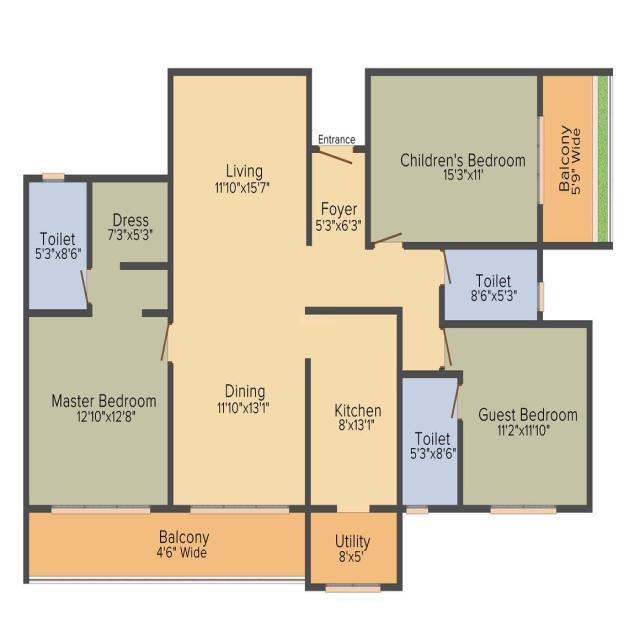 Entrance
Living
11'10"x15'7"
Foyer
5'3"x6'3"
Children's Bedroom
15'3"x11'
Balcony
5'9" Wide
Toilet
5'3"x8'6"
Dress
7'3"x5'3"
Toilet
8'6"x5'3"
Master Bedroom
12'10"x12'8"
Dining
11'10"x13'1"
Kitchen
8'x13'1"
Toilet
5'3"x8'6"
Guest Bedroom
11'2"x11'10"
Balcony
4'6" Wide
Utility
8'x5'